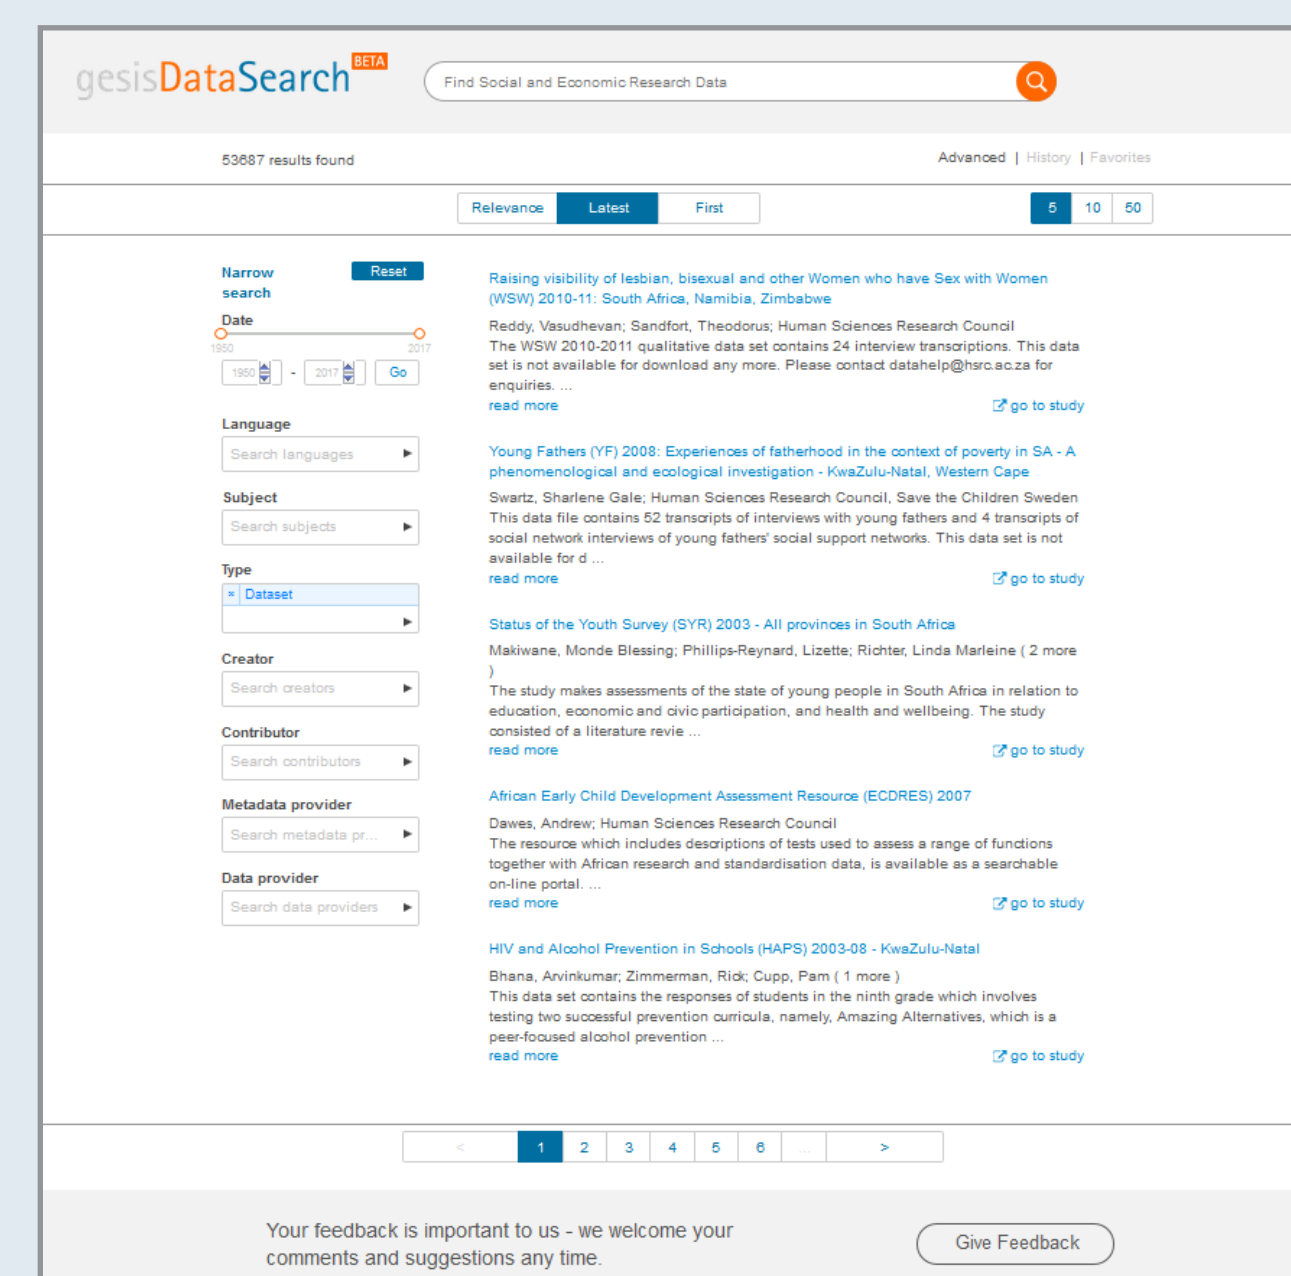 gesisDataSearch BETA
Find Social and Economic Research Data
53687 results found
Advanced | History | Favorites
Relevance Latest First
5 10 50
Narrow search
Reset
Date
1950 2017
1950 - 2017 Go
Language
Search languages
Subject
Search subjects
Type
× Dataset
Creator
Search creators
Contributor
Search contributors
Metadata provider
Search metadata pr...
Data provider
Search data providers
Raising visibility of lesbian, bisexual and other Women who have Sex with Women
(WSW) 2010-11: South Africa, Namibia, Zimbabwe
Reddy, Vasudhevan; Sandfort, Theodorus; Human Sciences Research Council
The WSW 2010-2011 qualitative data set contains 24 interview transcriptions. This data
set is not available for download any more. Please contact datahelp@hsrc.ac.za for
enquiries. ...
read more go to study
Young Fathers (YF) 2008: Experiences of fatherhood in the context of poverty in SA - A
phenomenological and ecological investigation - KwaZulu-Natal, Western Cape
Swartz, Sharlene Gale; Human Sciences Research Council, Save the Children Sweden
This data file contains 52 transcripts of interviews with young fathers and 4 transcripts of
social network interviews of young fathers' social support networks. This data set is not
available for d ...
read more go to study
Status of the Youth Survey (SYR) 2003 - All provinces in South Africa
Makiwane, Monde Blessing; Phillips-Reynard, Lizette; Richter, Linda Marleine ( 2 more
)
The study makes assessments of the state of young people in South Africa in relation to
education, economic and civic participation, and health and wellbeing. The study
consisted of a literature revie ...
read more go to study
African Early Child Development Assessment Resource (ECDRES) 2007
Dawes, Andrew; Human Sciences Research Council
The resource which includes descriptions of tests used to assess a range of functions
together with African research and standardisation data, is available as a searchable
on-line portal. ...
read more go to study
HIV and Alcohol Prevention in Schools (HAPS) 2003-08 - KwaZulu-Natal
Bhana, Arvinkumar; Zimmerman, Rick; Cupp, Pam ( 1 more )
This data set contains the responses of students in the ninth grade which involves
testing two successful prevention curricula, namely, Amazing Alternatives, which is a
peer-focused alcohol prevention ...
read more go to study
< 1 2 3 4 5 6 ... >
Your feedback is important to us - we welcome your
comments and suggestions any time.
Give Feedback